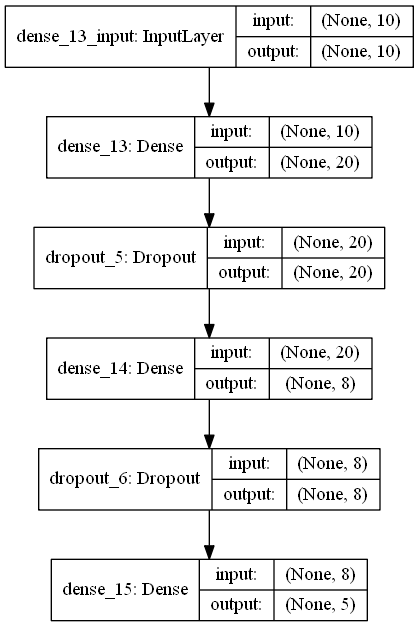 dense_13_input: InputLayer
input: (None, 10)
output: (None, 10)
dense_13: Dense
input: (None, 10)
output: (None, 20)
dropout_5: Dropout
input: (None, 20)
output: (None, 20)
dense_14: Dense
input: (None, 20)
output: (None, 8)
dropout_6: Dropout
input: (None, 8)
output: (None, 8)
dense_15: Dense
input: (None, 8)
output: (None, 5)